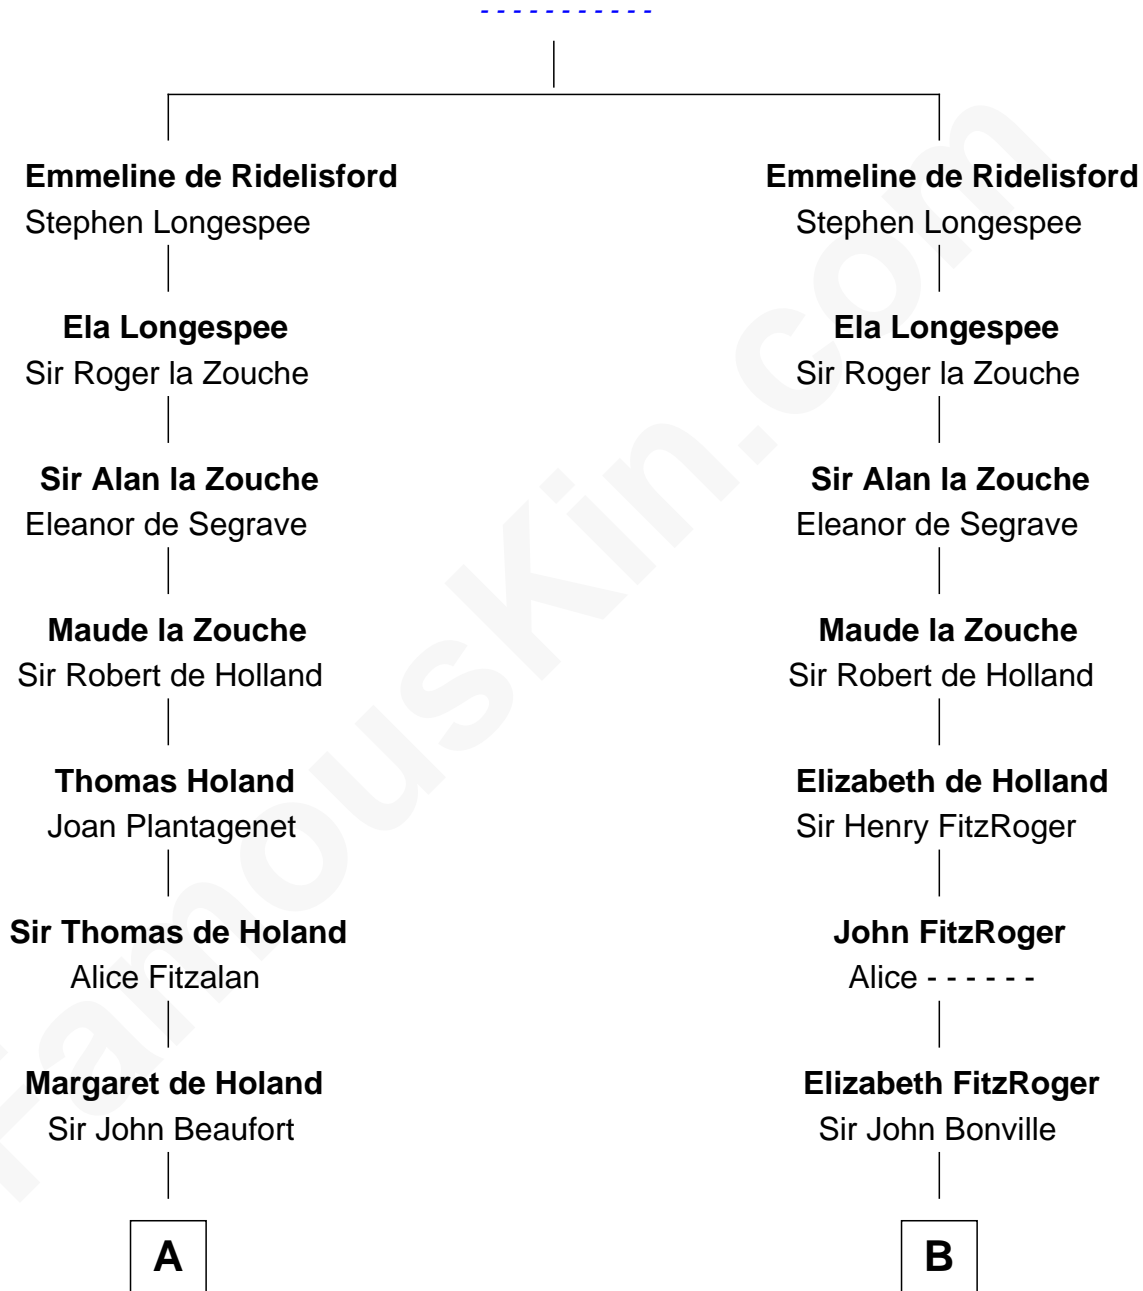 - - - - - - - - - - -
Emmeline de Ridelisford Emmeline de Ridelisford
Stephen Longespee Stephen Longespee
Ela Longespee Ela Longespee
Sir Roger la Zouche Sir Roger la Zouche
Sir Alan la Zouche Sir Alan la Zouche
Eleanor de Segrave Eleanor de Segrave
Maude la Zouche Maude la Zouche
Sir Robert de Holland Sir Robert de Holland
Thomas Holand Elizabeth de Holland
Joan Plantagenet Sir Henry FitzRoger
Sir Thomas de Holand John FitzRoger
Alice Fitzalan Alice - - - - - -
Margaret de Holand Elizabeth FitzRoger
Sir John Beaufort Sir John Bonville
A B
FamousKin.com